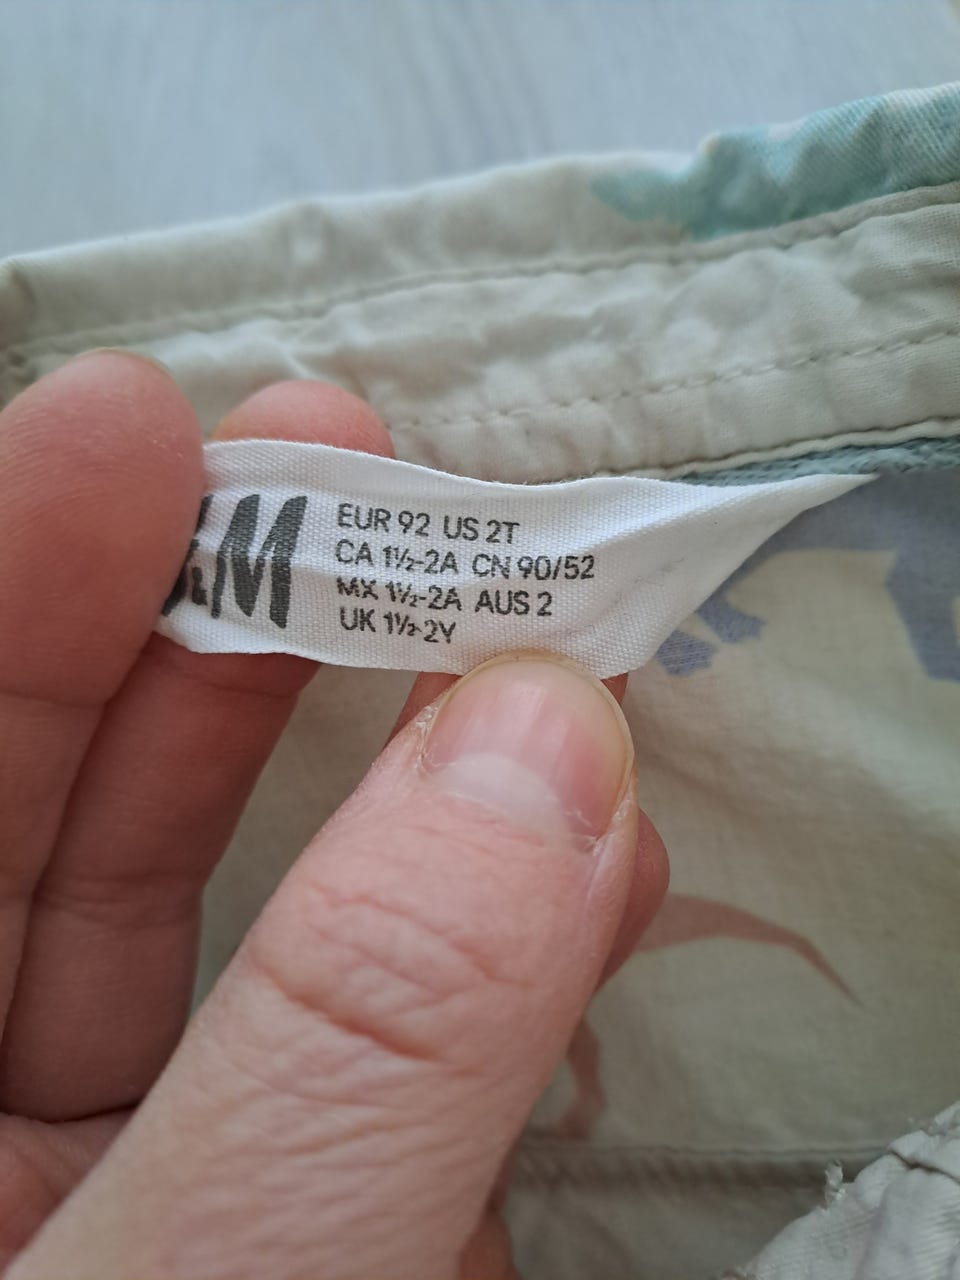 &M
EUR 92 US 2T
CA 1½-2A CN 90/52
MX 1½-2A AUS 2
UK 1½-2Y